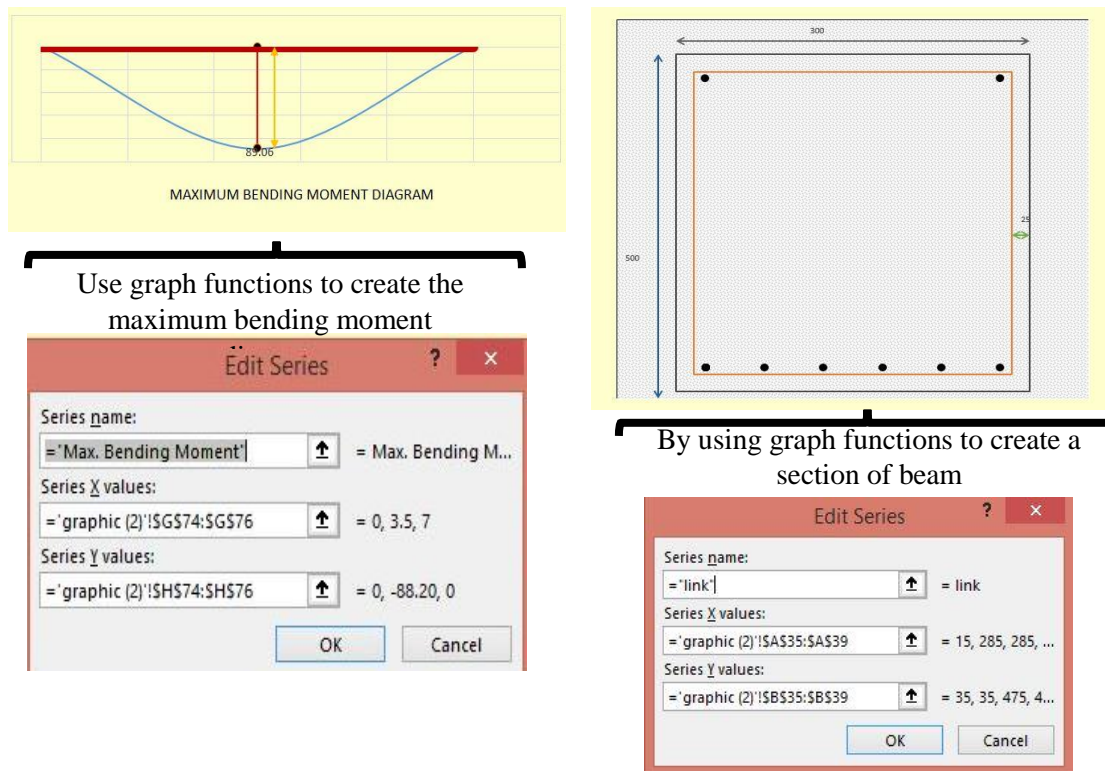 89.06
MAXIMUM BENDING MOMENT DIAGRAM
Use graph functions to create the
maximum bending moment
Edit Series
?
×
Series name:
="Max. Bending Moment"
= Max. Bending M...
Series X values:
='graphic (2)'!$G$74:$G$76
= 0, 3.5, 7
Series Y values:
='graphic (2)'!$H$74:$H$76
= 0, -88.20, 0
OK
Cancel
300
25
500
By using graph functions to create a
section of beam
Edit Series
?
×
Series name:
="link"
= link
Series X values:
='graphic (2)'!$A$35:$A$39
= 15, 285, 285, ...
Series Y values:
='graphic (2)'!$B$35:$B$39
= 35, 35, 475, 4...
OK
Cancel